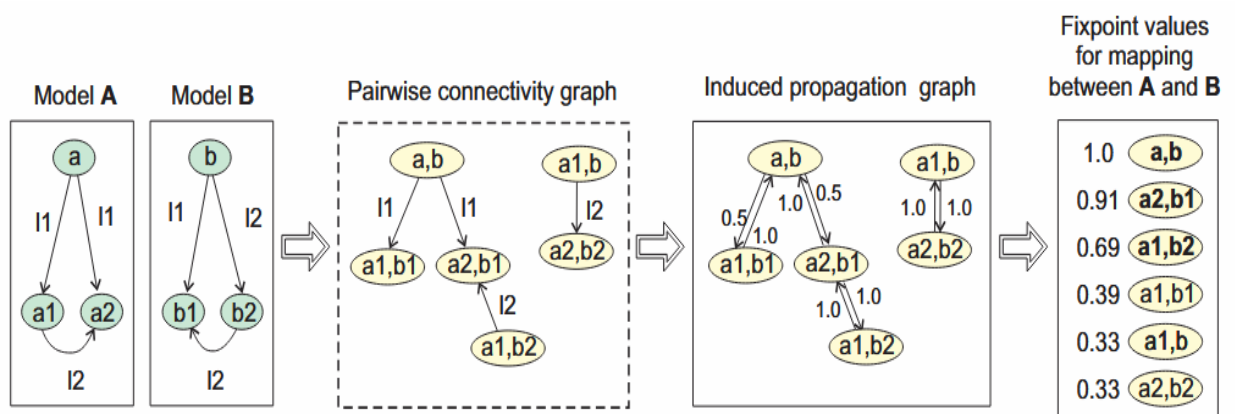 Fixpoint values
for mapping
between A and B
Model A
Model B
Pairwise connectivity graph
Induced propagation graph
a
l1
l1
a1
a2
l2
b
l1
l2
b1
b2
l2
a,b
l1
l1
a1,b1
a2,b1
l2
a1,b2
a1,b
l2
a2,b2
a,b
0.5
1.0
1.0
0.5
a1,b1
a2,b1
1.0
1.0
a1,b2
a1,b
1.0
1.0
a2,b2
1.0 a,b
0.91 a2,b1
0.69 a1,b2
0.39 a1,b1
0.33 a1,b
0.33 a2,b2